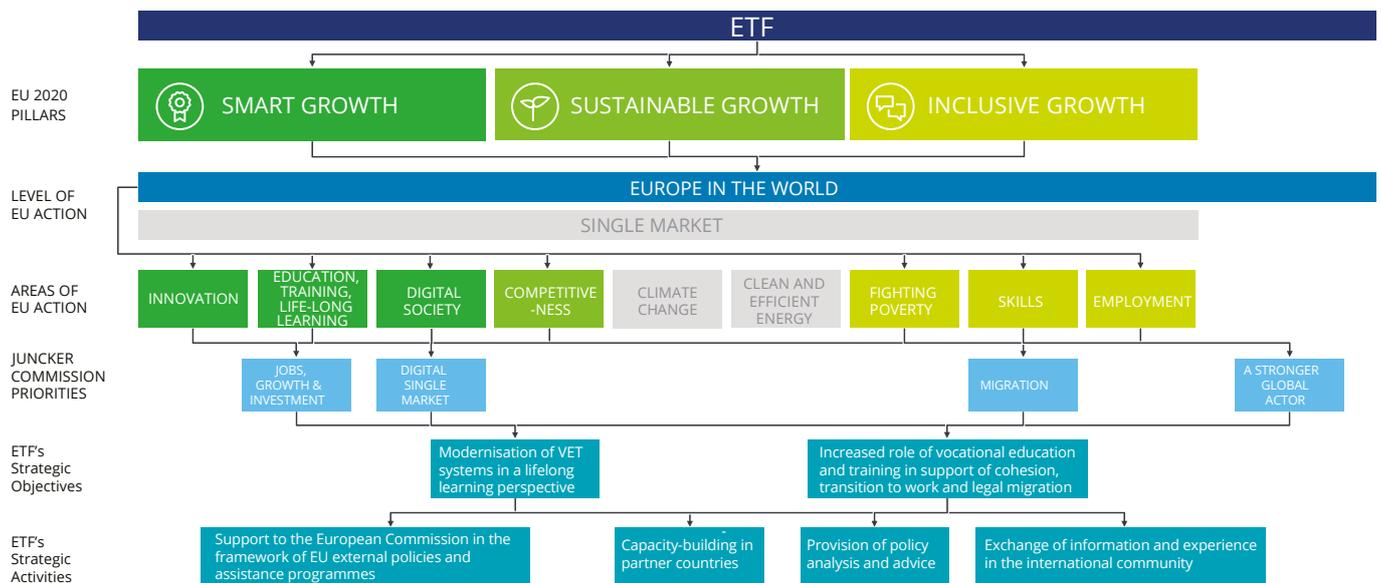 ETF
EU 2020
PILLARS
SMART GROWTH
SUSTAINABLE GROWTH
INCLUSIVE GROWTH
LEVEL OF
EU ACTION
EUROPE IN THE WORLD
SINGLE MARKET
AREAS OF
EU ACTION
INNOVATION
EDUCATION,
TRAINING,
LIFE-LONG
LEARNING
DIGITAL
SOCIETY
COMPETITIVE
-NESS
CLIMATE
CHANGE
CLEAN AND
EFFICIENT
ENERGY
FIGHTING
POVERTY
SKILLS
EMPLOYMENT
JUNCKER
COMMISSION
PRIORITIES
JOBS,
GROWTH &
INVESTMENT
DIGITAL
SINGLE
MARKET
MIGRATION
A STRONGER
GLOBAL
ACTOR
ETF's
Strategic
Objectives
Modernisation of VET
systems in a lifelong
learning perspective
Increased role of vocational education
and training in support of cohesion,
transition to work and legal migration
ETF's
Strategic
Activities
Support to the European Commission in the
framework of EU external policies and
assistance programmes
Capacity-building in
partner countries
Provision of policy
analysis and advice
Exchange of information and experience
in the international community